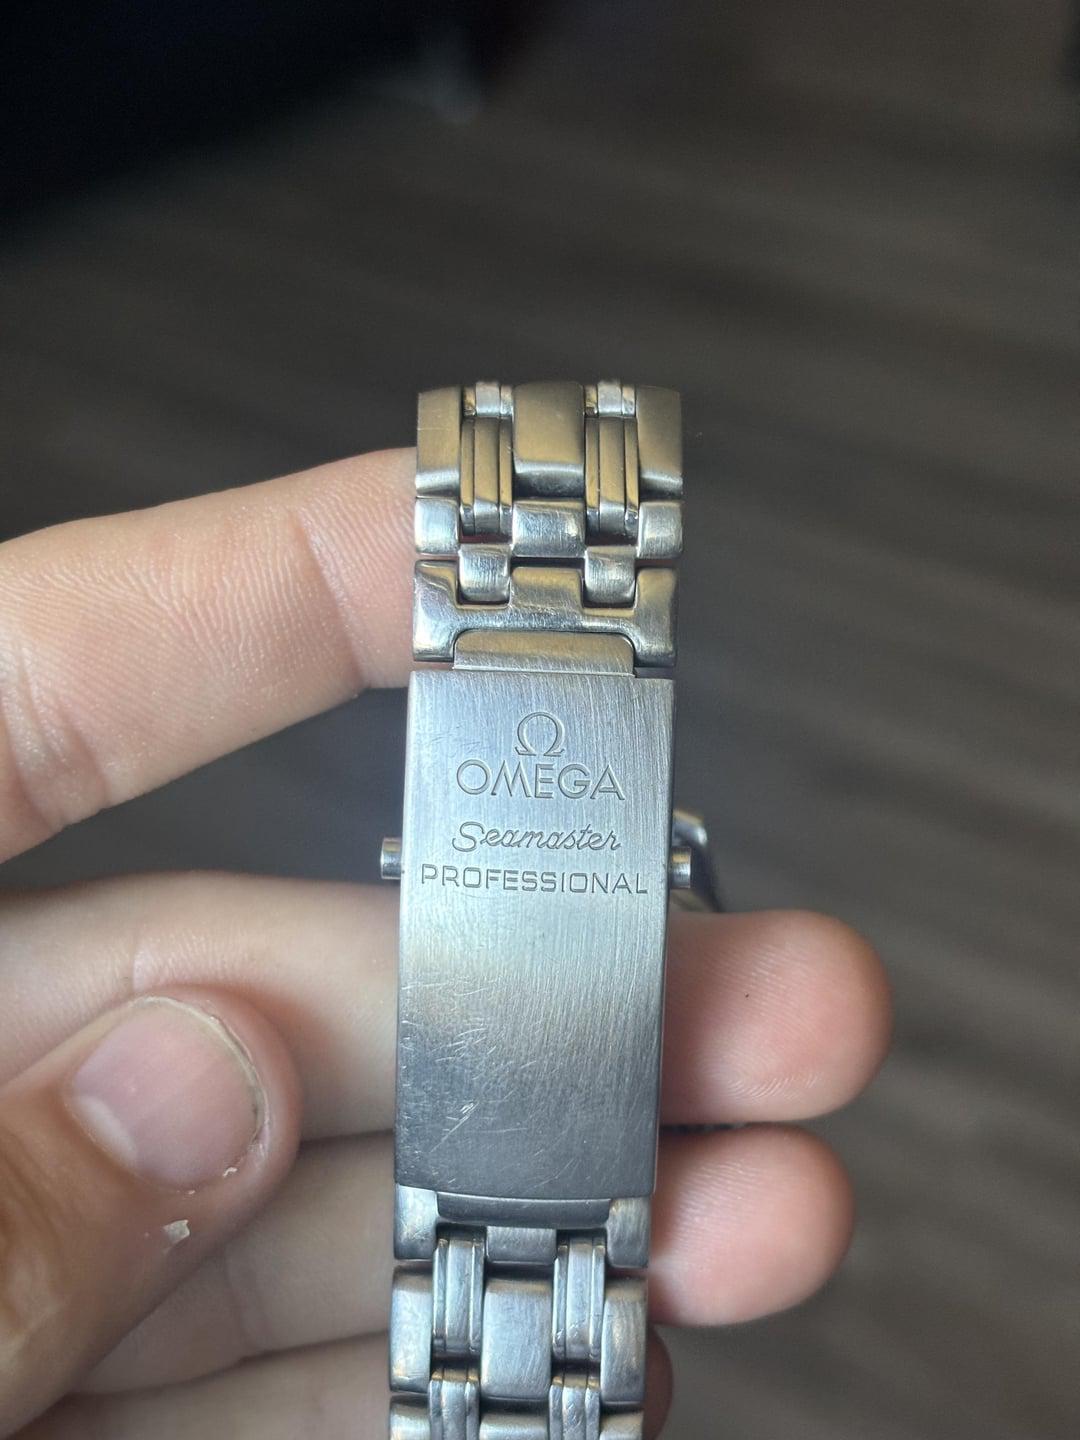 Ω
OMEGA
Seamaster
PROFESSIONAL